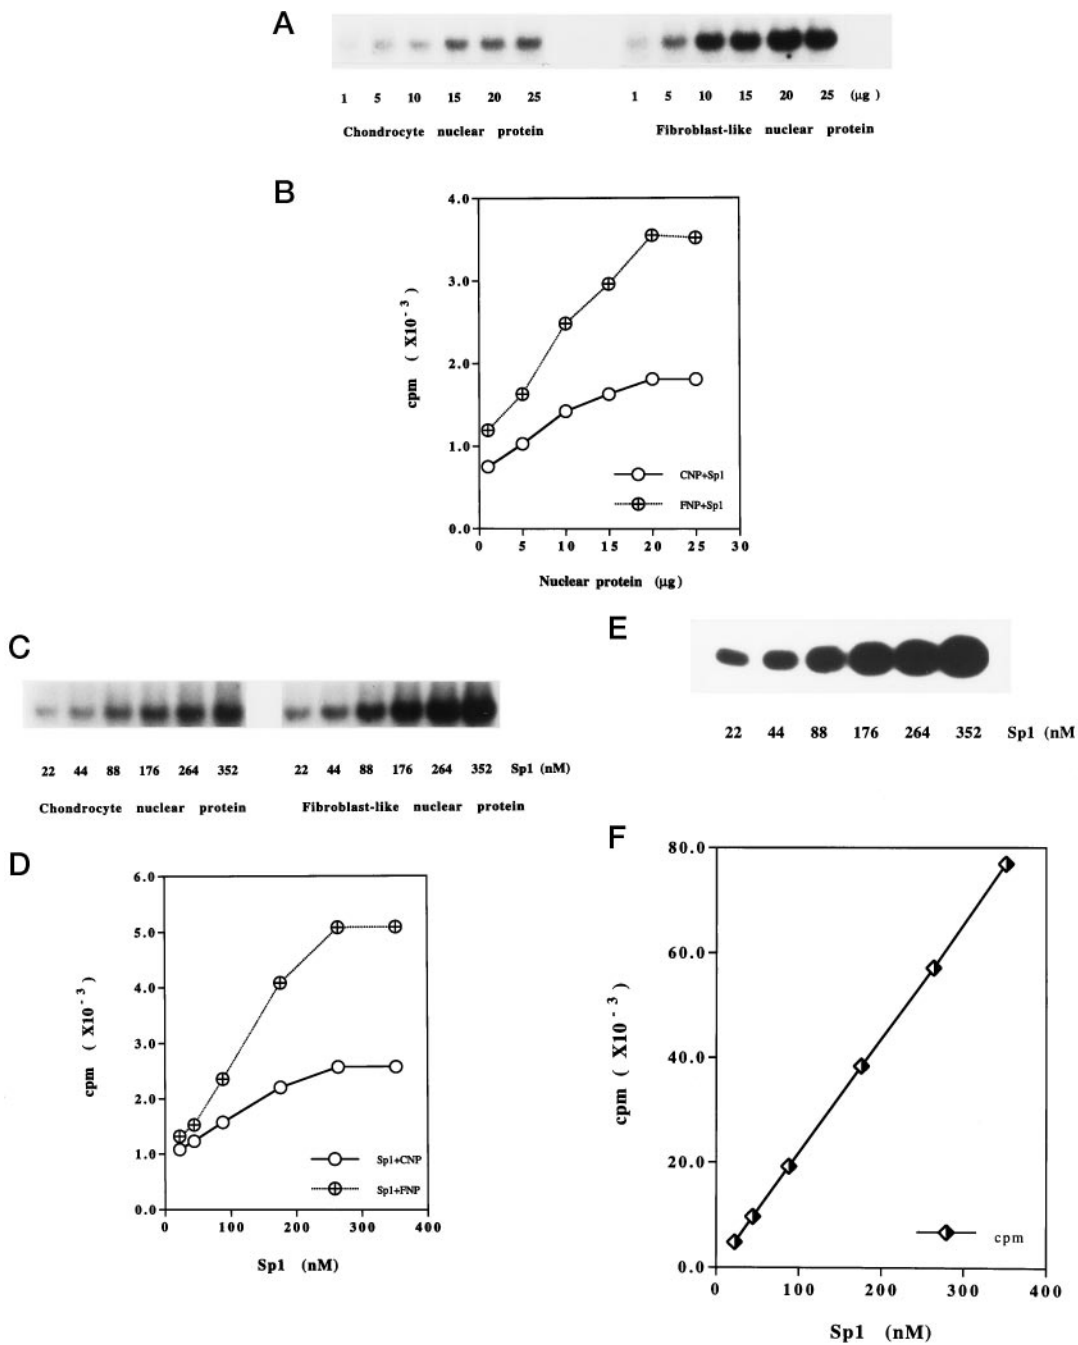 A
1 5 10 15 20 25 1 5 10 15 20 25 (μg )
Chondrocyte nuclear protein Fibroblast-like nuclear protein
B
4.0
3.0
2.0
1.0
0.0
cpm ( X10⁻³ )
CNP+Sp1
FNP+Sp1
0 5 10 15 20 25 30
Nuclear protein (μg)
C
22 44 88 176 264 352 22 44 88 176 264 352 Sp1 (nM)
Chondrocyte nuclear protein Fibroblast-like nuclear protein
D
6.0
5.0
4.0
3.0
2.0
1.0
0.0
cpm ( X10⁻³ )
Sp1+CNP
Sp1+FNP
0 100 200 300 400
Sp1 (nM)
E
22 44 88 176 264 352 Sp1 (nM
F
80.0
60.0
40.0
20.0
0.0
cpm ( X10⁻³ )
cpm
0 100 200 300 400
Sp1 (nM)